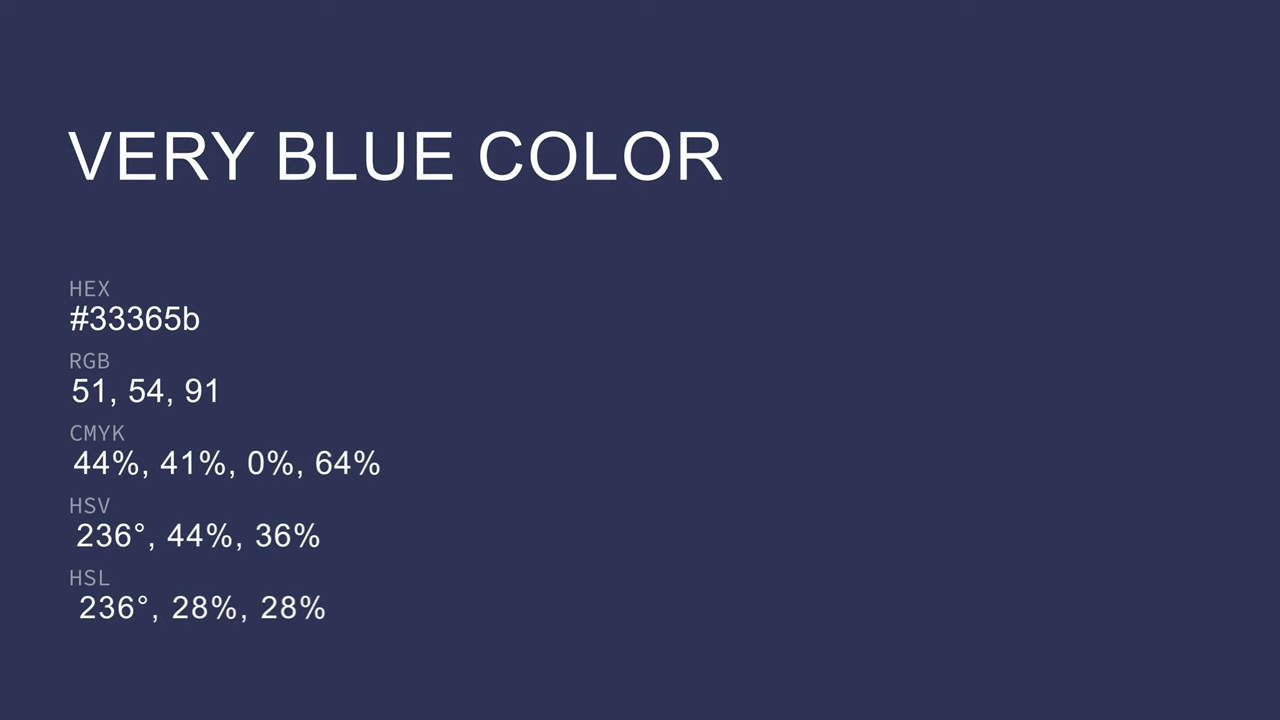 VERY BLUE COLOR
HEX
#33365b
RGB
51, 54, 91
CMYK
44%, 41%, 0%, 64%
HSV
236°, 44%, 36%
HSL
236°, 28%, 28%